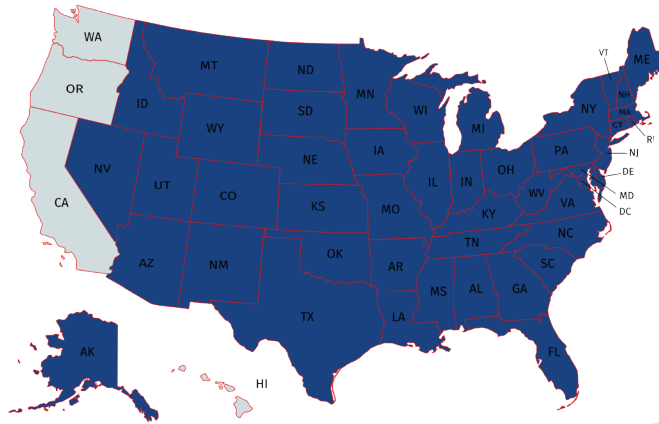 WA
OR
CA
NV
ID
MT
WY
UT
CO
AZ
NM
ND
SD
NE
KS
OK
TX
MN
IA
MO
AR
LA
WI
IL
MI
IN
OH
KY
TN
MS
AL
GA
FL
SC
NC
VA
WV
PA
NY
VT
NH
ME
MA
CT
RI
NJ
DE
MD
DC
AK
HI